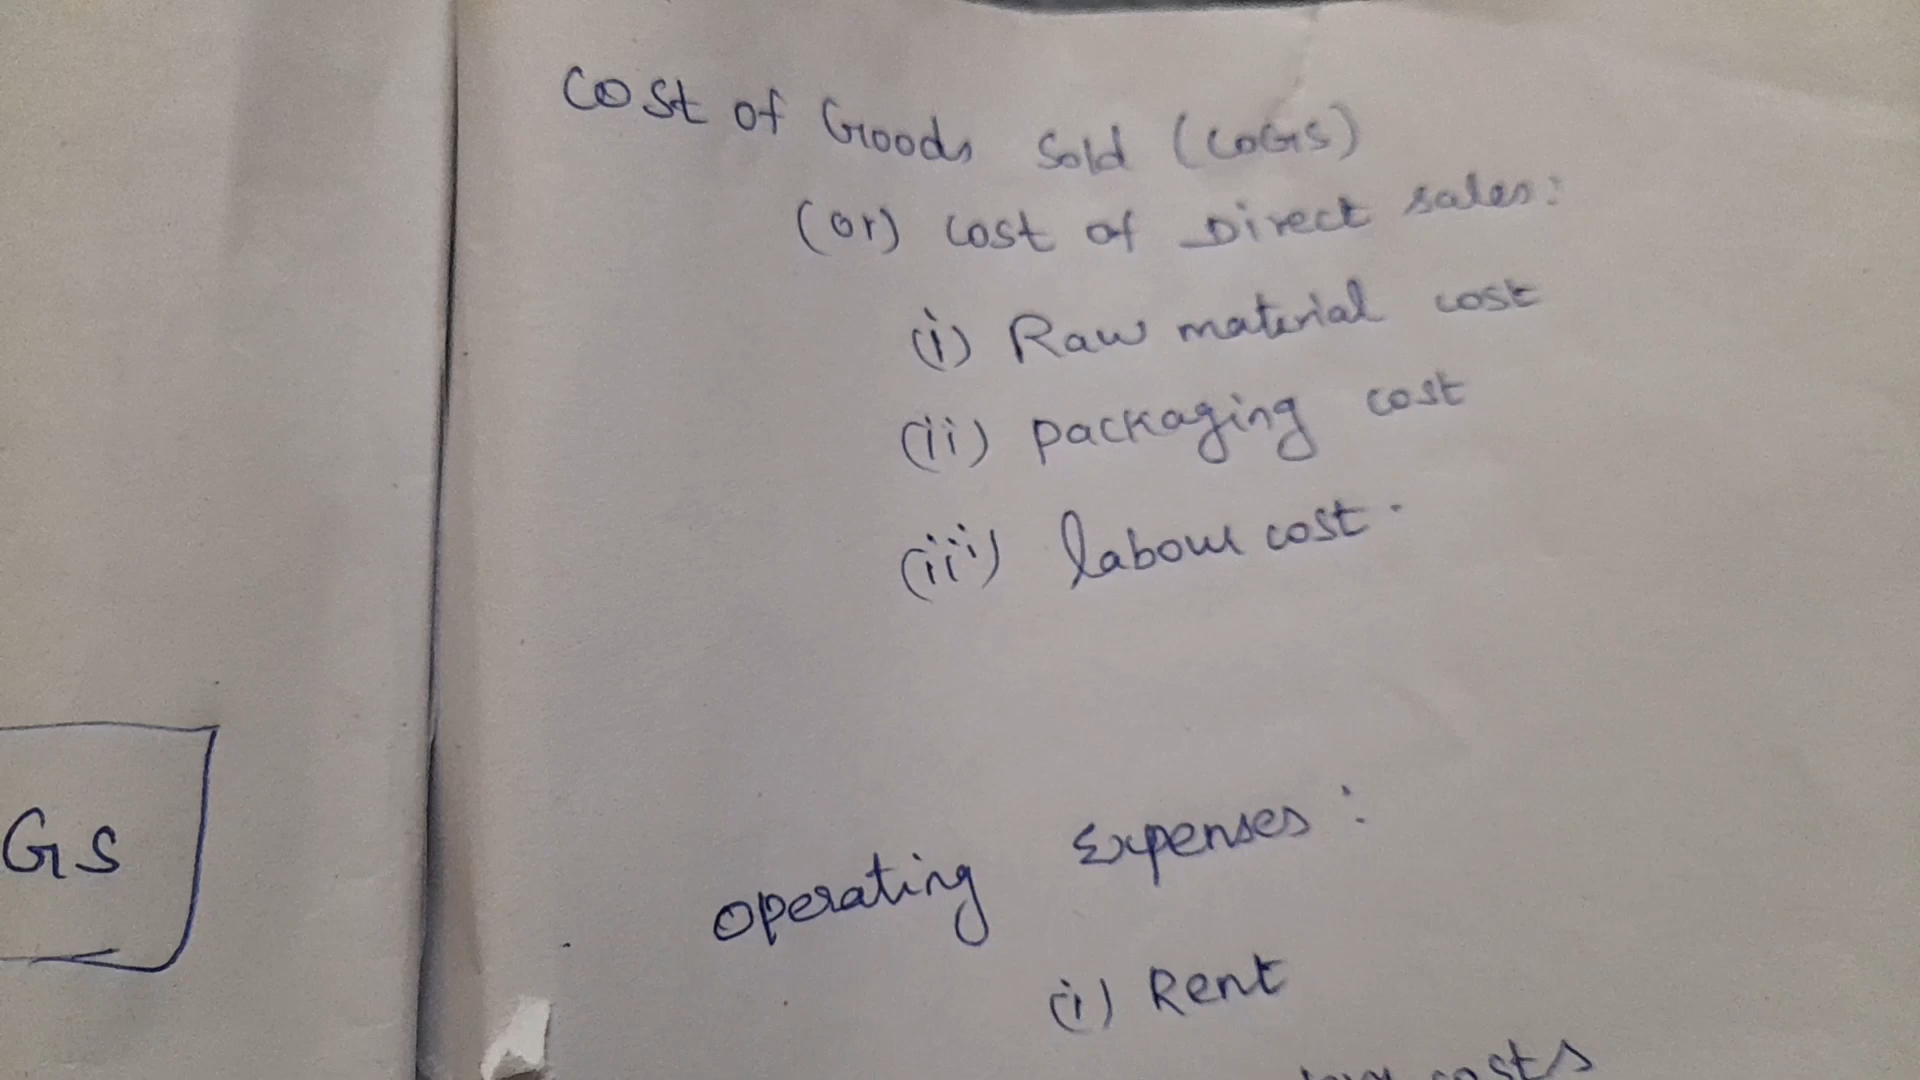 Cost of Goods Sold (COGS)
(or) Cost of Direct sales:
(i) Raw material cost
(ii) packaging cost
(iii) labour cost.
GS
Operating Expenses:
(i) Rent
costs